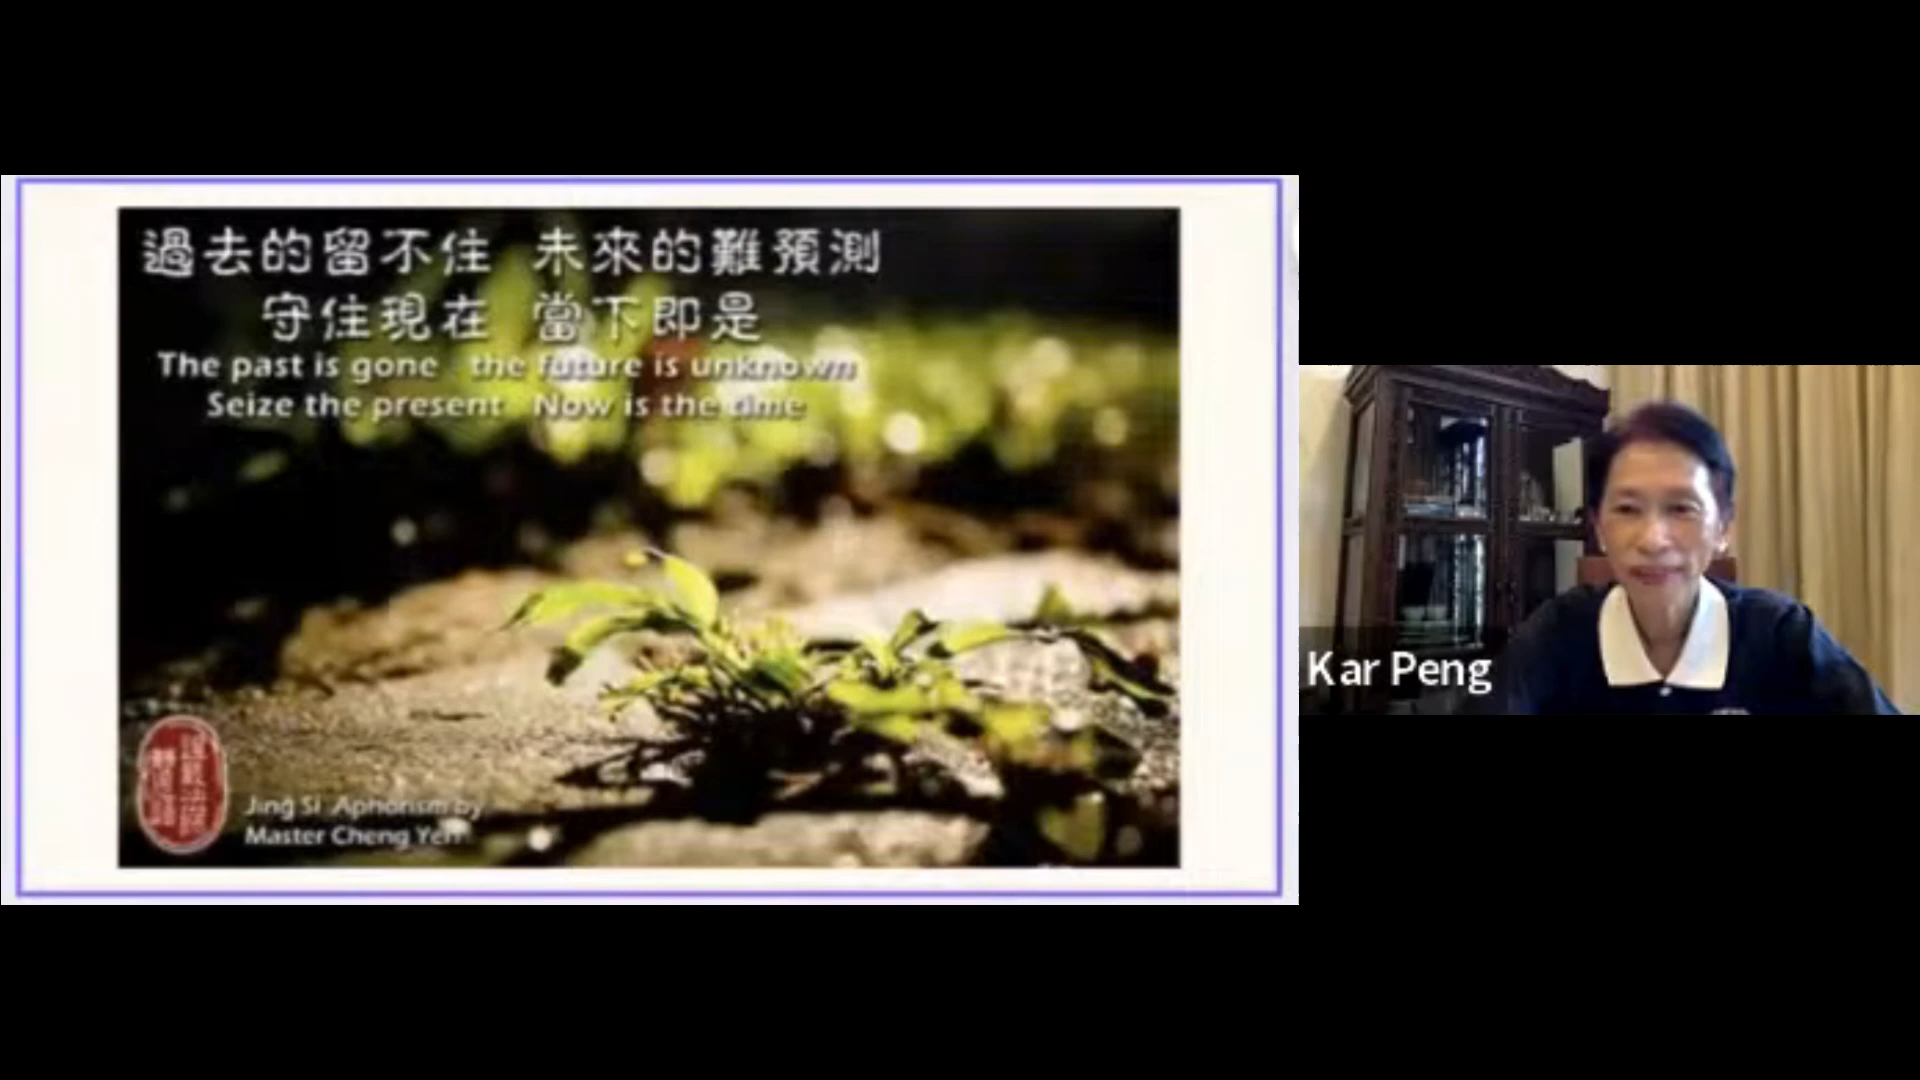 過去的留不住 未來的難預測
守住現在 當下即是
The past is gone the future is unknown
Seize the present Now is the time
Jing Si Aphorism by
Master Cheng Yen
Kar Peng